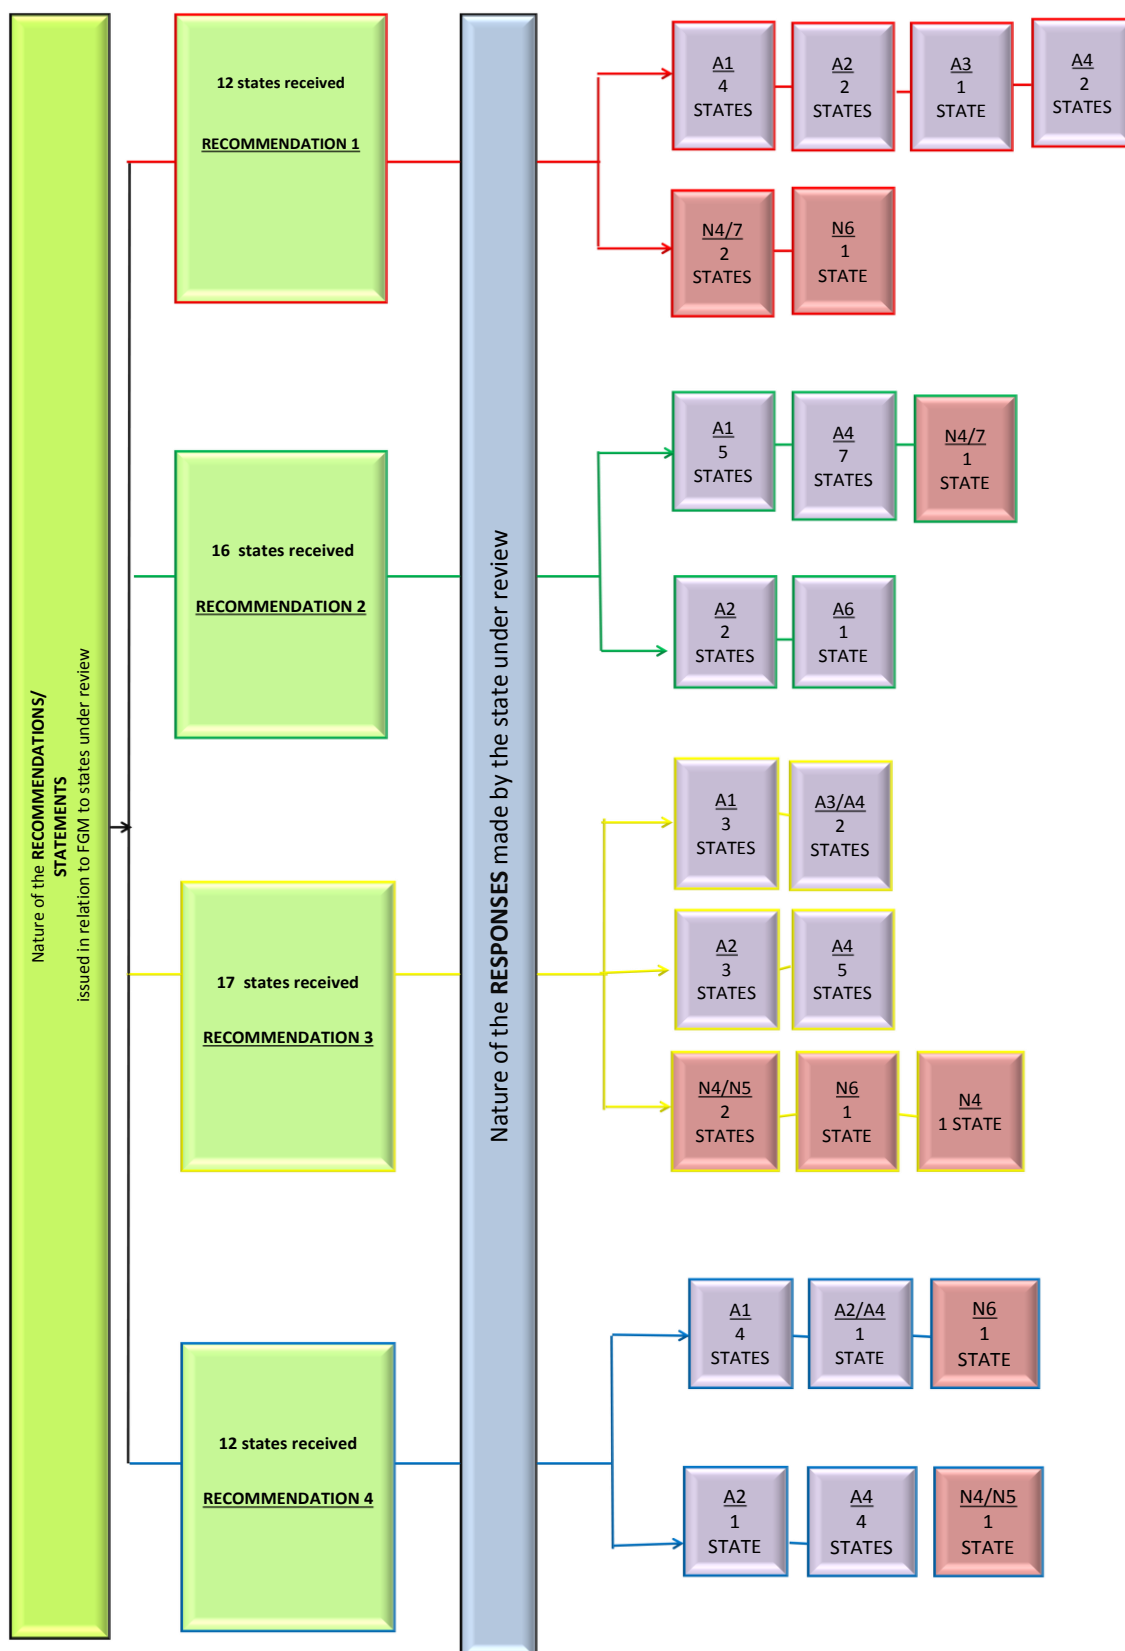 Nature of the RECOMMENDATIONS/
STATEMENTS
issued in relation to FGM to states under review
12 states received
RECOMMENDATION 1
16 states received
RECOMMENDATION 2
17 states received
RECOMMENDATION 3
12 states received
RECOMMENDATION 4
Nature of the RESPONSES made by the state under review
A1
4
STATES
A2
2
STATES
A3
1
STATE
A4
2
STATES
N4/7
2
STATES
N6
1
STATE
A1
5
STATES
A4
7
STATES
N4/7
1
STATE
A2
2
STATES
A6
1
STATE
A1
3
STATES
A3/A4
2
STATES
A2
3
STATES
A4
5
STATES
N4/N5
2
STATES
N6
1
STATE
N4
1 STATE
A1
4
STATES
A2/A4
1
STATE
N6
1
STATE
A2
1
STATE
A4
4
STATES
N4/N5
1
STATE